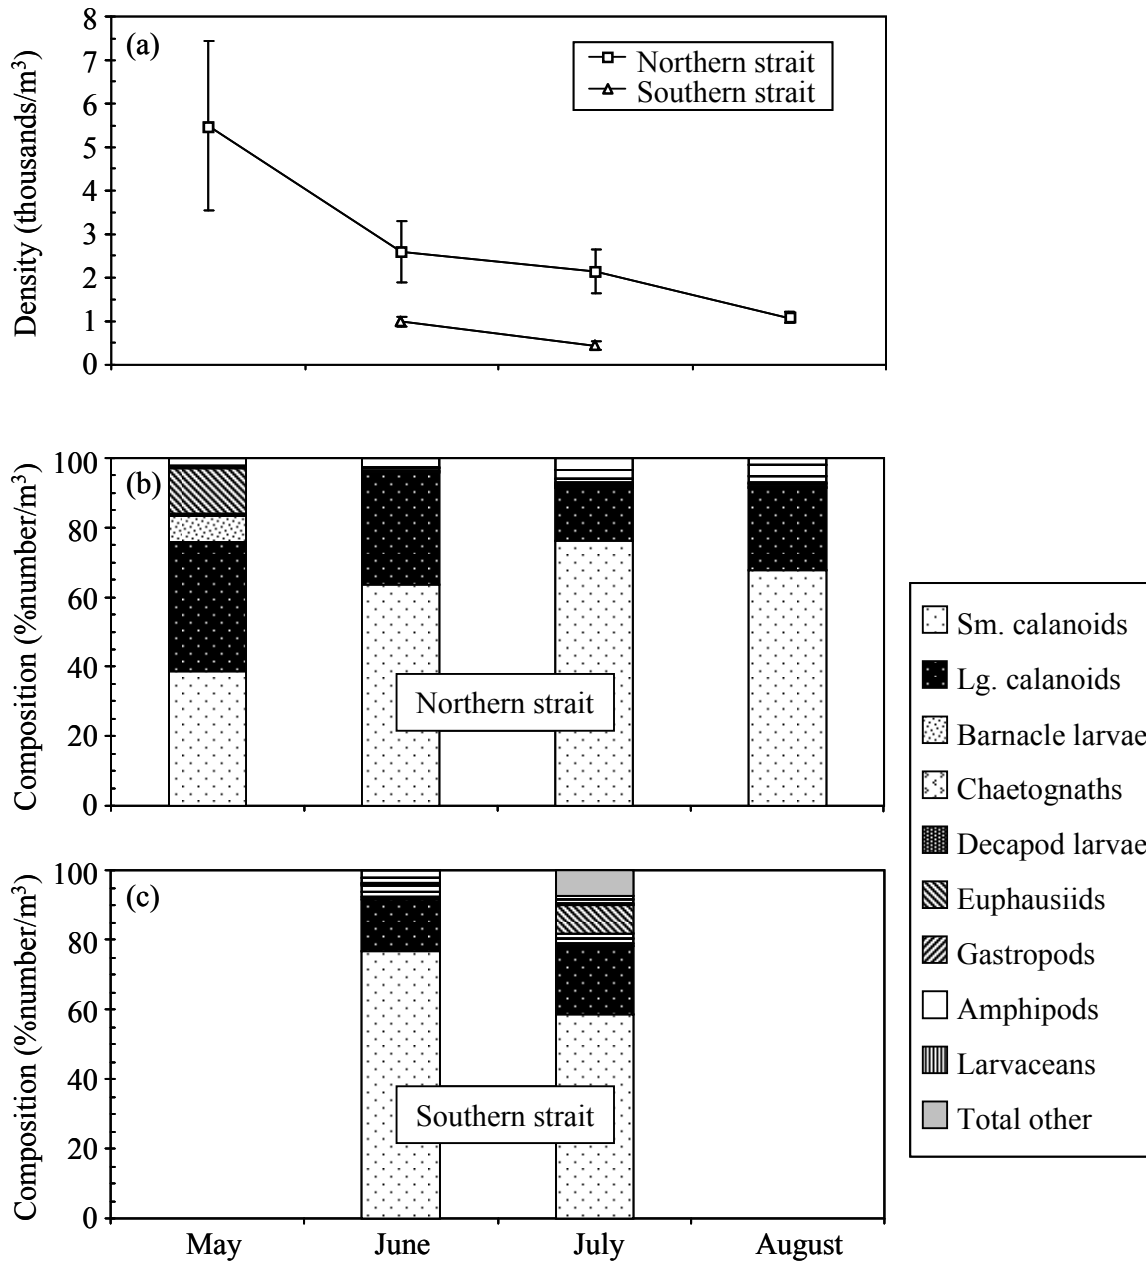 (a)
Density (thousands/m³)
8
7
6
5
4
3
2
1
0
Northern strait
Southern strait
(b)
Composition (%number/m³)
100
80
60
40
20
0
Northern strait
(c)
Composition (%number/m³)
100
80
60
40
20
0
Southern strait
May June July August
Sm. calanoids
Lg. calanoids
Barnacle larvae
Chaetognaths
Decapod larvae
Euphausiids
Gastropods
Amphipods
Larvaceans
Total other